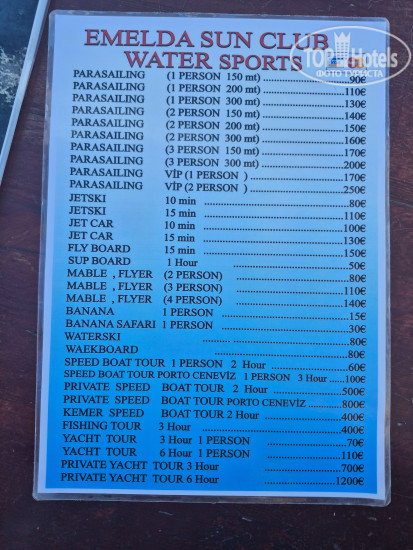 EMELDA SUN CLUB
WATER SPORTS
TOPHotels
ФОТО ТУРИСТА
PARASAILING (1 PERSON 150 mt) ........ 90€
PARASAILING (1 PERSON 200 mt) ........ 110€
PARASAILING (1 PERSON 300 mt) ........ 130€
PARASAILING (2 PERSON 150 mt) ........ 140€
PARASAILING (2 PERSON 200 mt) ........ 150€
PARASAILING (2 PERSON 300 mt) ........ 160€
PARASAILING (3 PERSON 150 mt) ........ 170€
PARASAILING (3 PERSON 300 mt) ........ 200€
PARASAILING VİP (1 PERSON ) ........ 170€
PARASAILING VİP (2 PERSON ) ........ 250€
JETSKI 10 min ........ 80€
JETSKI 15 min ........ 110€
JET CAR 10 min ........ 100€
JET CAR 15 min ........ 130€
FLY BOARD 15 min ........ 150€
SUP BOARD 1 Hour ........ 50€
MABLE , FLYER (2 PERSON) ........ 80€
MABLE , FLYER (3 PERSON) ........ 110€
MABLE , FLYER (4 PERSON) ........ 140€
BANANA 1 PERSON ........ 15€
BANANA SAFARI 1 PERSON ........ 30€
WATERSKI ........ 80€
WAEKBOARD ........ 80€
SPEED BOAT TOUR 1 PERSON 2 Hour ........ 60€
SPEED BOAT TOUR PORTO CENEVİZ 1 PERSON 3 Hour ........ 100€
PRIVATE SPEED BOAT TOUR 2 Hour ........ 500€
PRIVATE SPEED BOAT TOUR PORTO CENEVİZ ........ 800€
KEMER SPEED BOAT TOUR 2 Hour ........ 400€
FISHING TOUR 3 Hour ........ 400€
YACHT TOUR 3 Hour 1 PERSON ........ 70€
YACHT TOUR 6 Hour 1 PERSON ........ 110€
PRIVATE YACHT TOUR 3 Hour ........ 700€
PRIVATE YACHT TOUR 6 Hour ........ 1200€